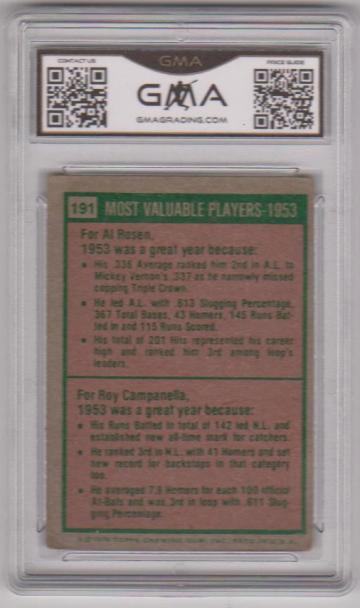 GMA
CONTACT US
PRICE GUIDE
GMA
GMAGRADING.COM
191 MOST VALUABLE PLAYERS-1953
For Al Rosen,
1953 was a great year because:
• His .336 Average ranked him 2nd in A.L. to
Mickey Vernon's .337 as he narrowly missed
copping Triple Crown.
• He led A.L. with .613 Slugging Percentage,
367 Total Bases, 43 Homers, 145 Runs Bat-
ted In and 115 Runs Scored.
• His total of 201 Hits represented his career
high and ranked him 3rd among loop's
leaders.
For Roy Campanella,
1953 was a great year because:
• His Runs Batted In total of 142 led N.L. and
established new all-time mark for catchers.
• He ranked 3rd in N.L. with 41 Homers and set
new record for backstops in that category
too.
• He averaged 7.9 Homers for each 100 official
At-Bats and was 3rd in loop with .611 Slug-
ging Percentage.
© 1975 TOPPS CHEWING GUM, INC. PRTD. IN U.S.A.